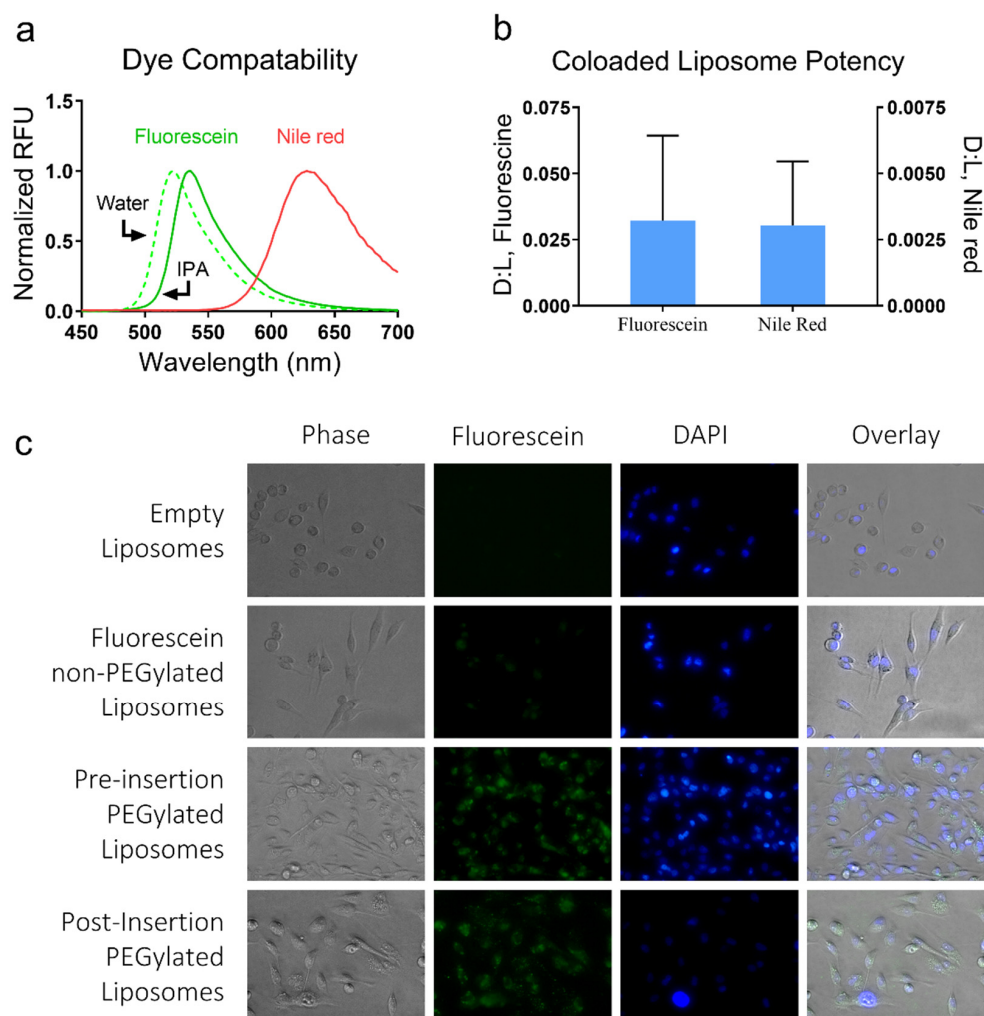 a
Dye Compatability
Normalized RFU
1.5
1.0
0.5
0.0
Fluorescein
Nile red
Water
IPA
450 500 550 600 650 700
Wavelength (nm)
b
Coloaded Liposome Potency
D:L, Fluorescine
0.075
0.050
0.025
0.000
0.0075
0.0050
0.0025
0.0000
D:L, Nile red
Fluorescein Nile Red
c
Phase Fluorescein DAPI Overlay
Empty
Liposomes
Fluorescein
non-PEGylated
Liposomes
Pre-insertion
PEGylated
Liposomes
Post-Insertion
PEGylated
Liposomes